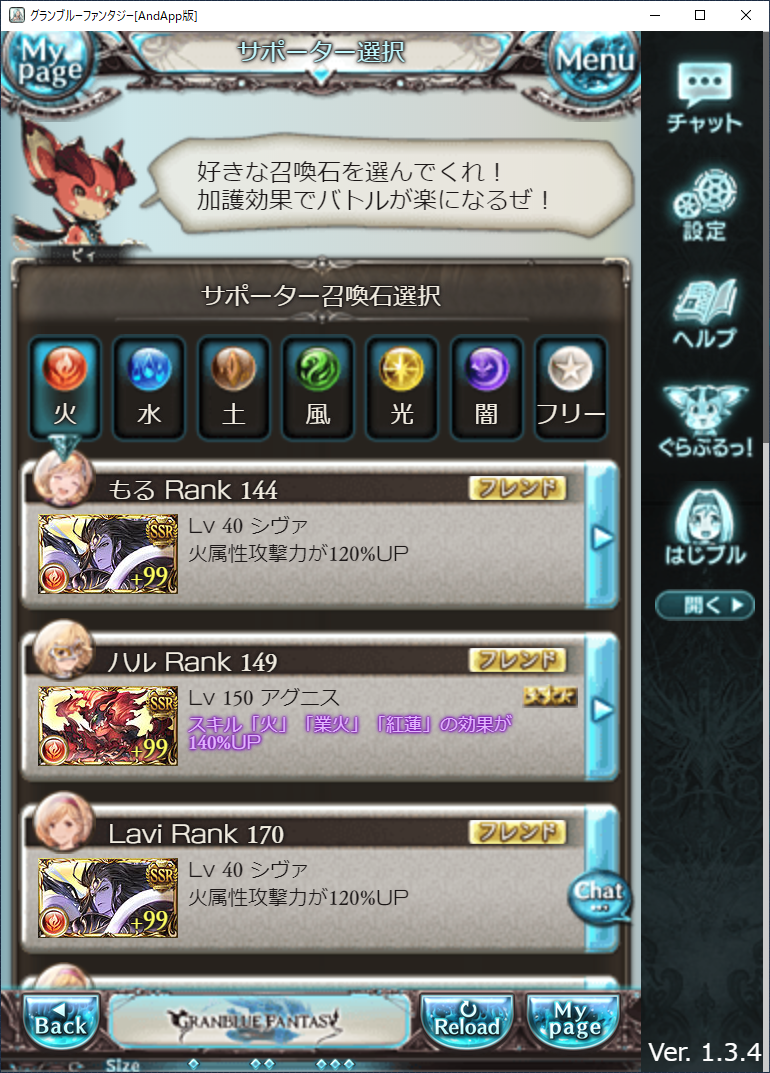 グランブルーファンタジー[AndApp版]
My page
サポーター選択
Menu
好きな召喚石を選んでくれ！
加護効果でバトルが楽になるぜ！
ビィ
サポーター召喚石選択
火 水 土 風 光 闇 フリー
もる Rank 144
フレンド
SSR
+99
Lv 40 シヴァ
火属性攻撃力が120%UP
ハル Rank 149
フレンド
SSR
+99
Lv 150 アグニス
スキル「火」「業火」「紅蓮」の効果が
140%UP
Lavi Rank 170
フレンド
SSR
+99
Lv 40 シヴァ
火属性攻撃力が120%UP
Chat
Back
GRANBLUE FANTASY
Reload
My page
Size
チャット
設定
ヘルプ
ぐらぶるっ!
はじブル
開く
Ver. 1.3.4